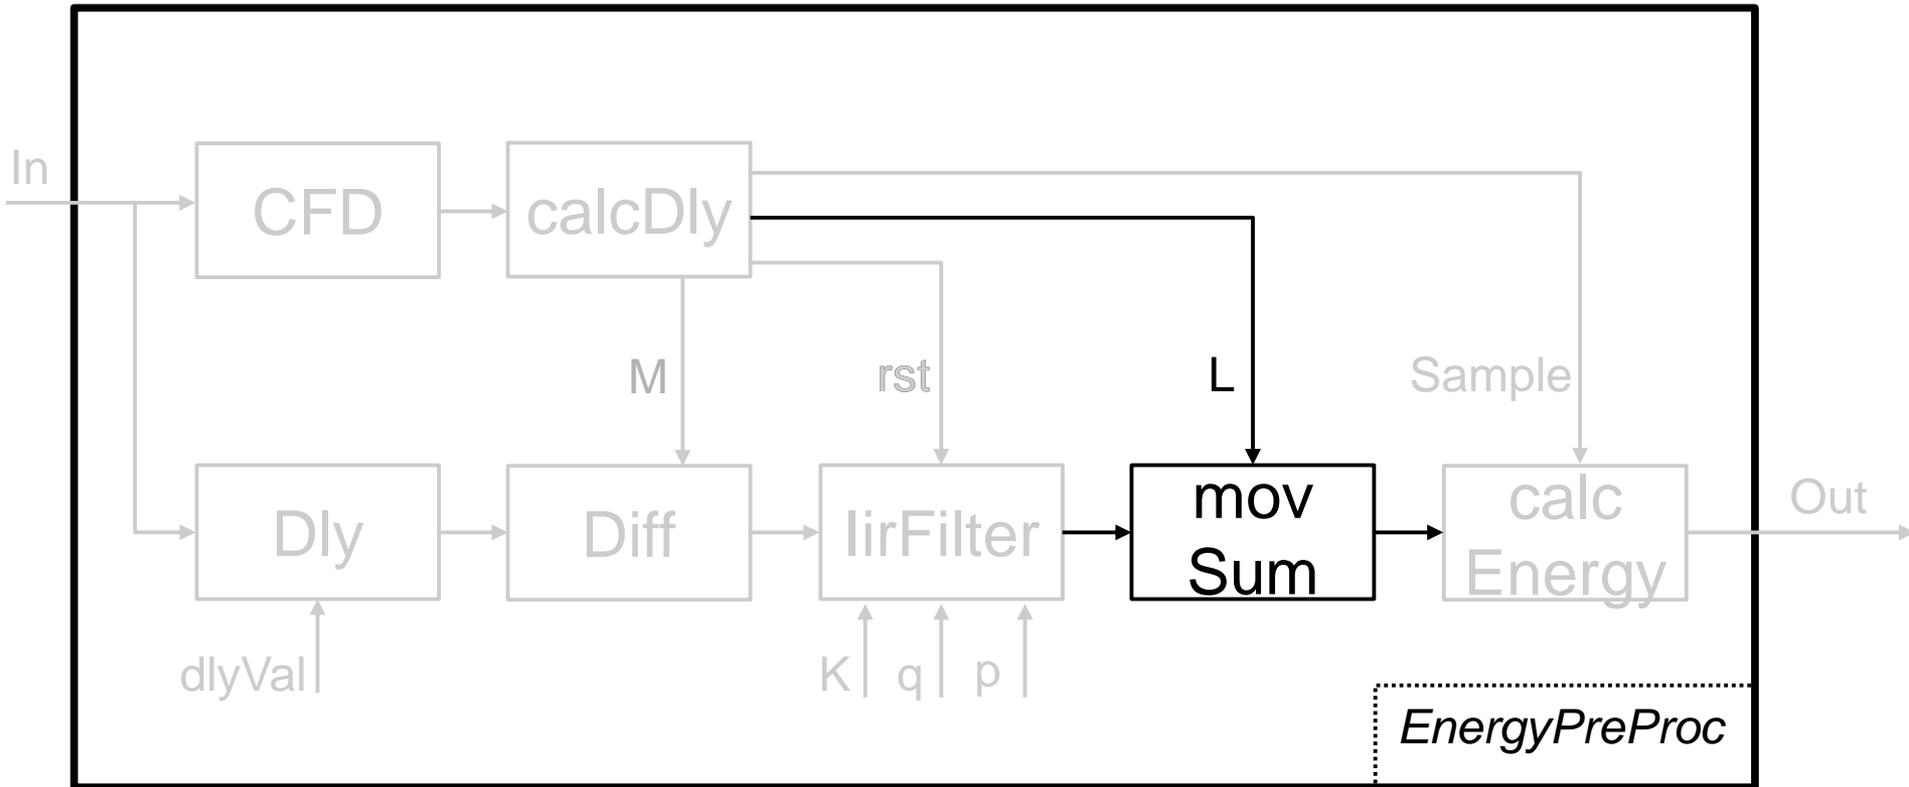 In
CFD
calcDly
M
rst
L
Sample
Dly
Diff
IirFilter
mov
Sum
calc
Energy
Out
dlyVal
K
q
p
EnergyPreProc